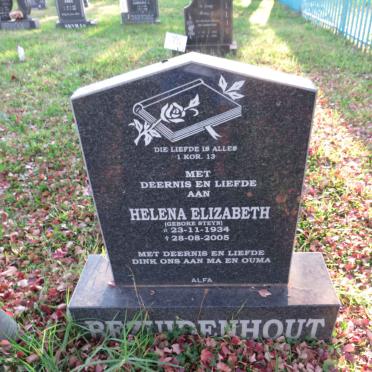 DIE LIEFDE IS ALLES
1 KOR. 13
MET
DEERNIS EN LIEFDE
AAN
HELENA ELIZABETH
(GEBORE STEYN)
☆ 23-11-1934
† 28-08-2005
MET DEERNIS EN LIEFDE
DINK ONS AAN MA EN OUMA
ALFA
BEZUIDENHOUT